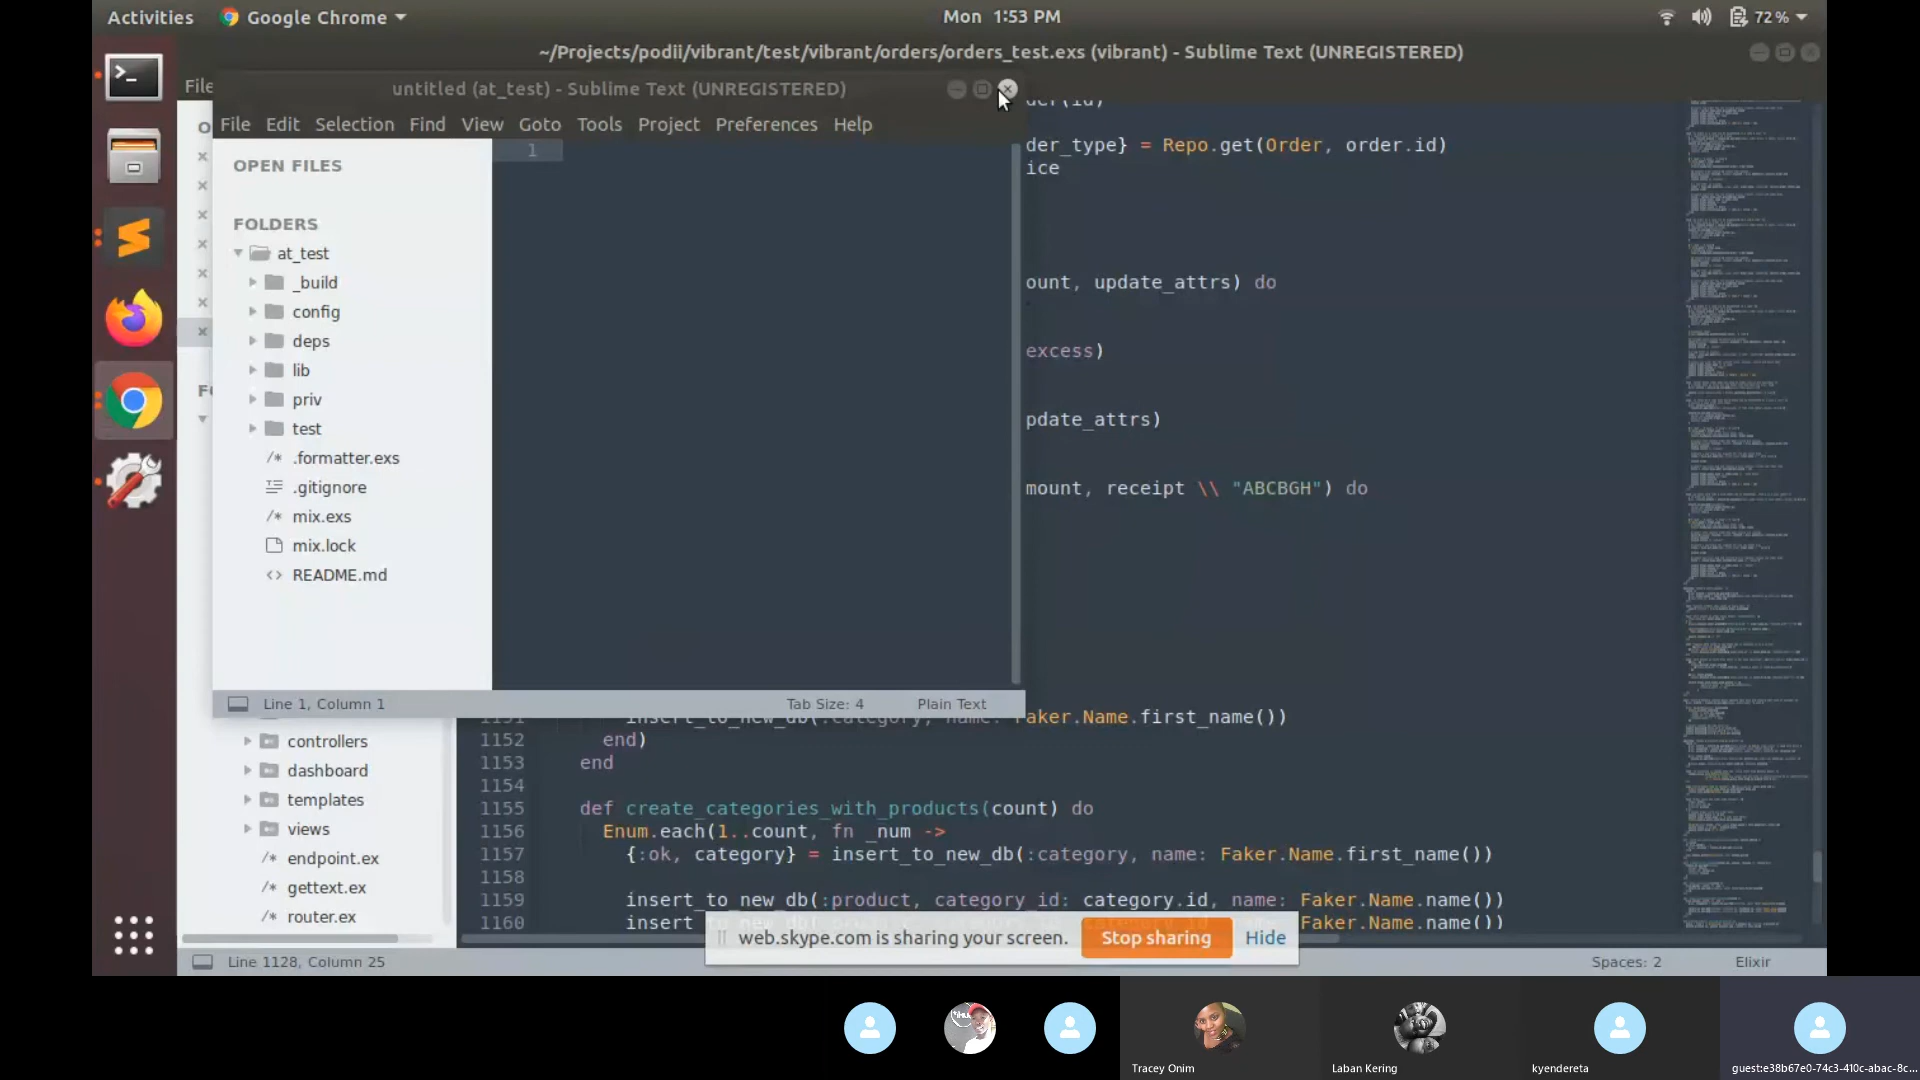 Activities
Google Chrome
Mon 1:53 PM
72 %
~/Projects/podii/vibrant/test/vibrant/orders/orders_test.exs (vibrant) - Sublime Text (UNREGISTERED)
File
untitled (at_test) - Sublime Text (UNREGISTERED)
File Edit Selection Find View Goto Tools Project Preferences Help
1
OPEN FILES
FOLDERS
at_test
_build
config
deps
lib
priv
test
/* .formatter.exs
.gitignore
/* mix.exs
mix.lock
<> README.md
Line 1, Column 1
Tab Size: 4
Plain Text
der(id)
der_type} = Repo.get(Order, order.id)
ice
ount, update_attrs) do
excess)
pdate_attrs)
mount, receipt \\ "ABCBGH") do
1151 insert_to_new_db(:category, name: Faker.Name.first_name())
1152 end)
1153 end
1154
1155 def create_categories_with_products(count) do
1156 Enum.each(1..count, fn _num ->
1157 {:ok, category} = insert_to_new_db(:category, name: Faker.Name.first_name())
1158
1159 insert_to_new_db(:product, category_id: category.id, name: Faker.Name.name())
1160 insert_to_new_db(:product, category_id: category.id, name: Faker.Name.name())
controllers
dashboard
templates
views
/* endpoint.ex
/* gettext.ex
/* router.ex
web.skype.com is sharing your screen.
Stop sharing
Hide
Line 1128, Column 25
Spaces: 2
Elixir
Tracey Onim
Laban Kering
kyendereta
guest:e38b67e0-74c3-410c-abac-8c...